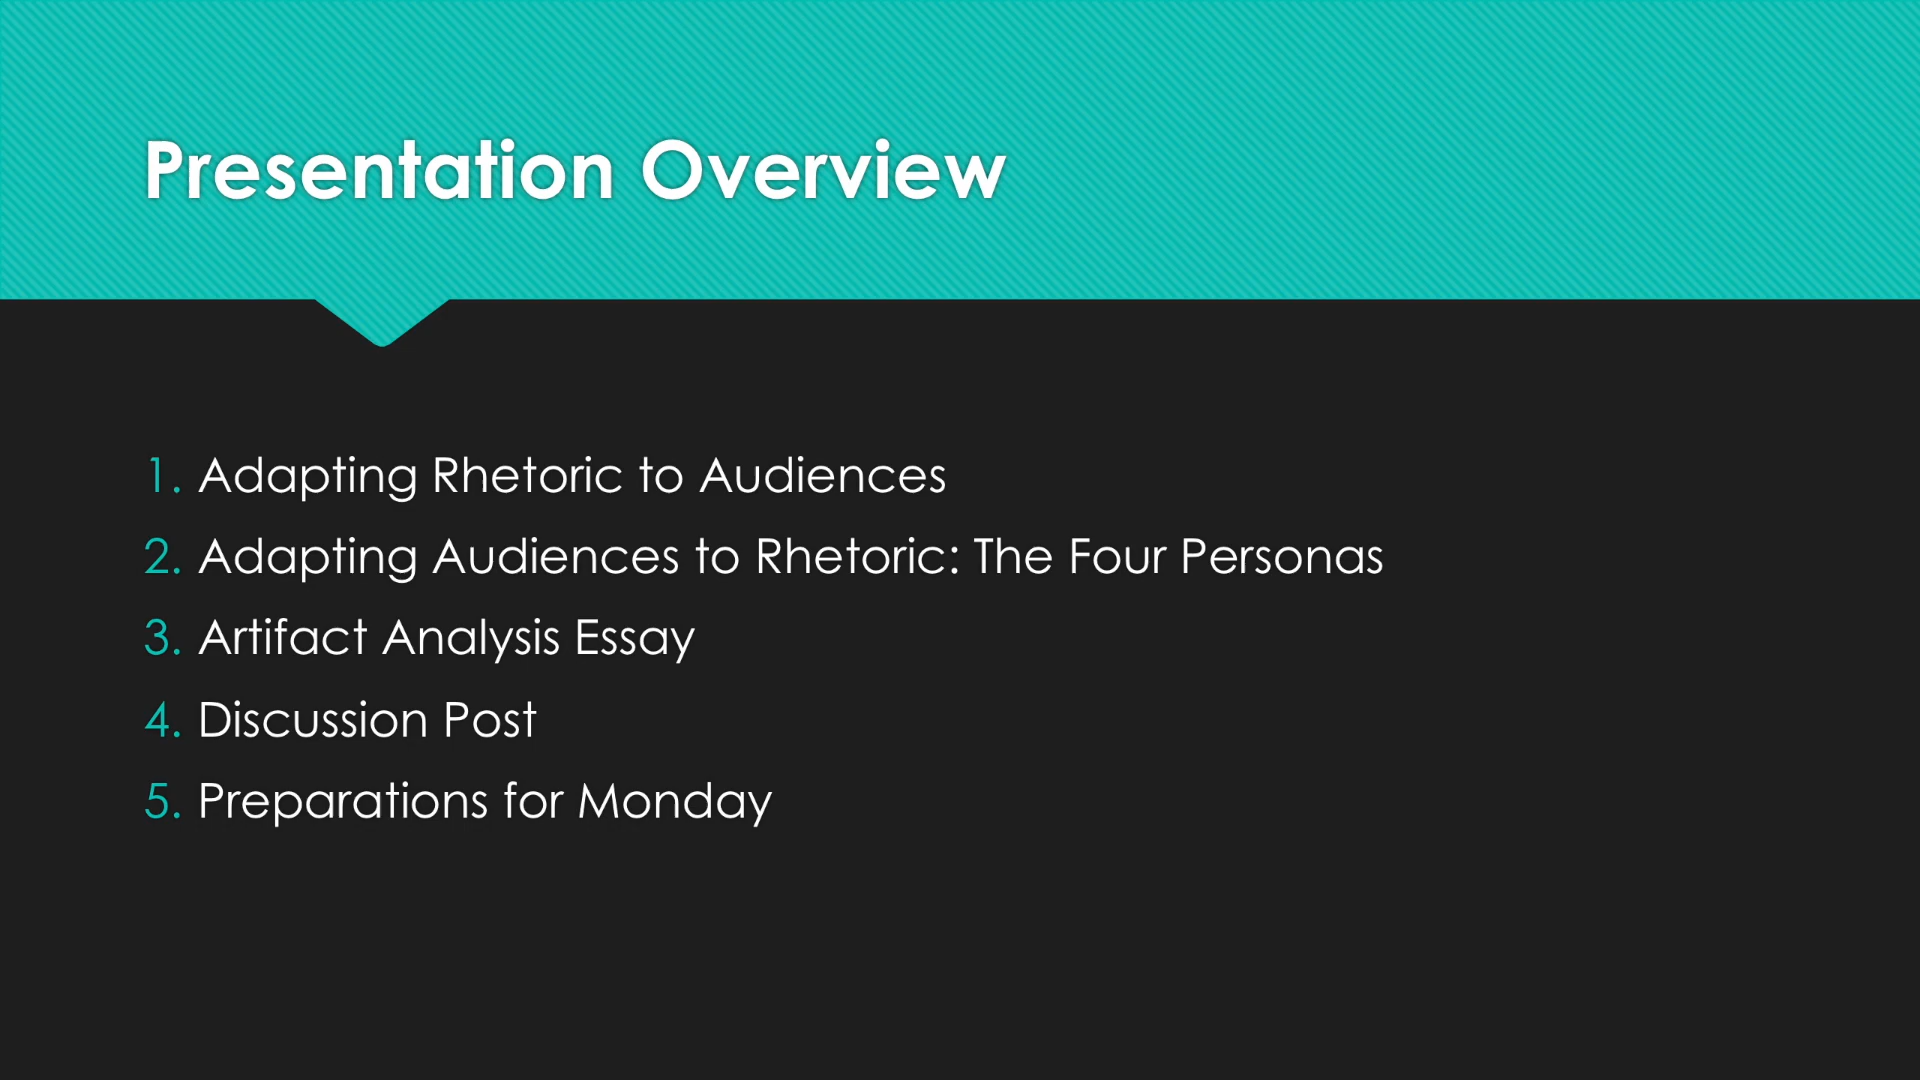 Presentation Overview
1. Adapting Rhetoric to Audiences
2. Adapting Audiences to Rhetoric: The Four Personas
3. Artifact Analysis Essay
4. Discussion Post
5. Preparations for Monday